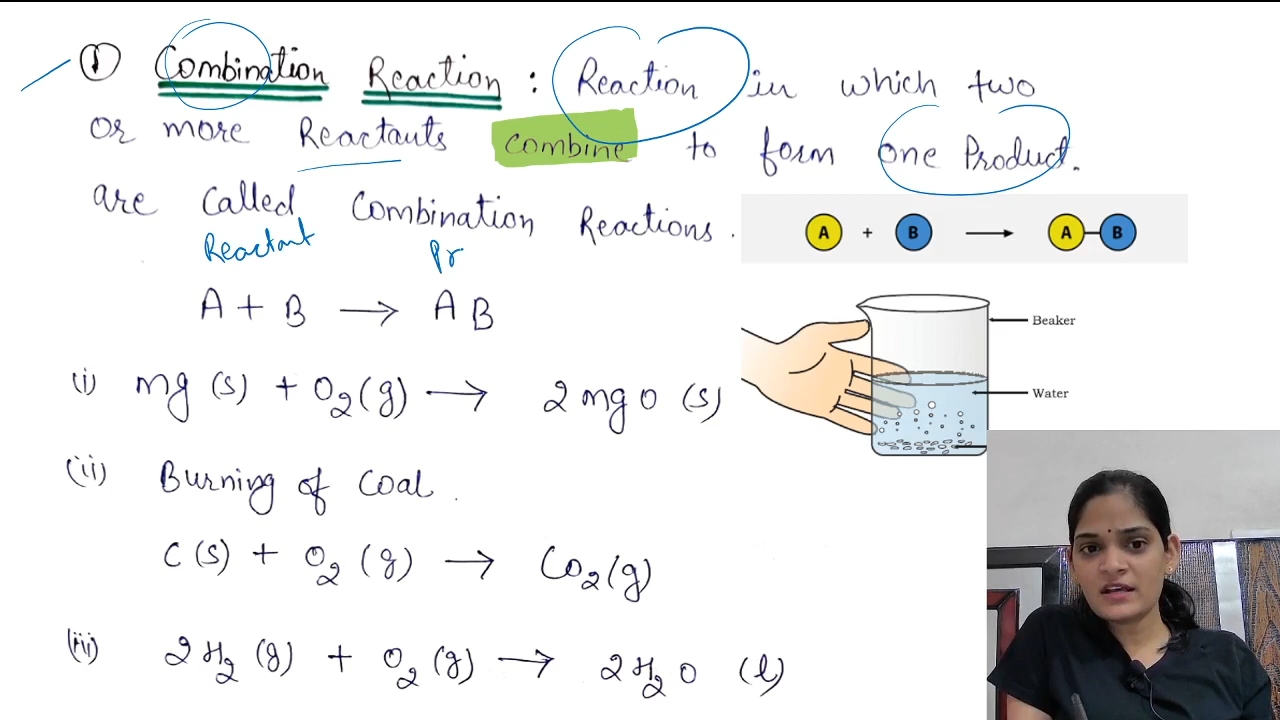 ① Combination Reaction : Reaction in which two
or more Reactants combine to form one Product.
are called Combination Reactions.
Reactant Pr
A + B → AB
A + B → A B
Beaker
Water
(i) mg (s) + O2(g) → 2 mg O (s)
(ii) Burning of Coal.
C (s) + O2 (g) → CO2(g)
(iii) 2H2 (g) + O2 (g) → 2H2O (l)